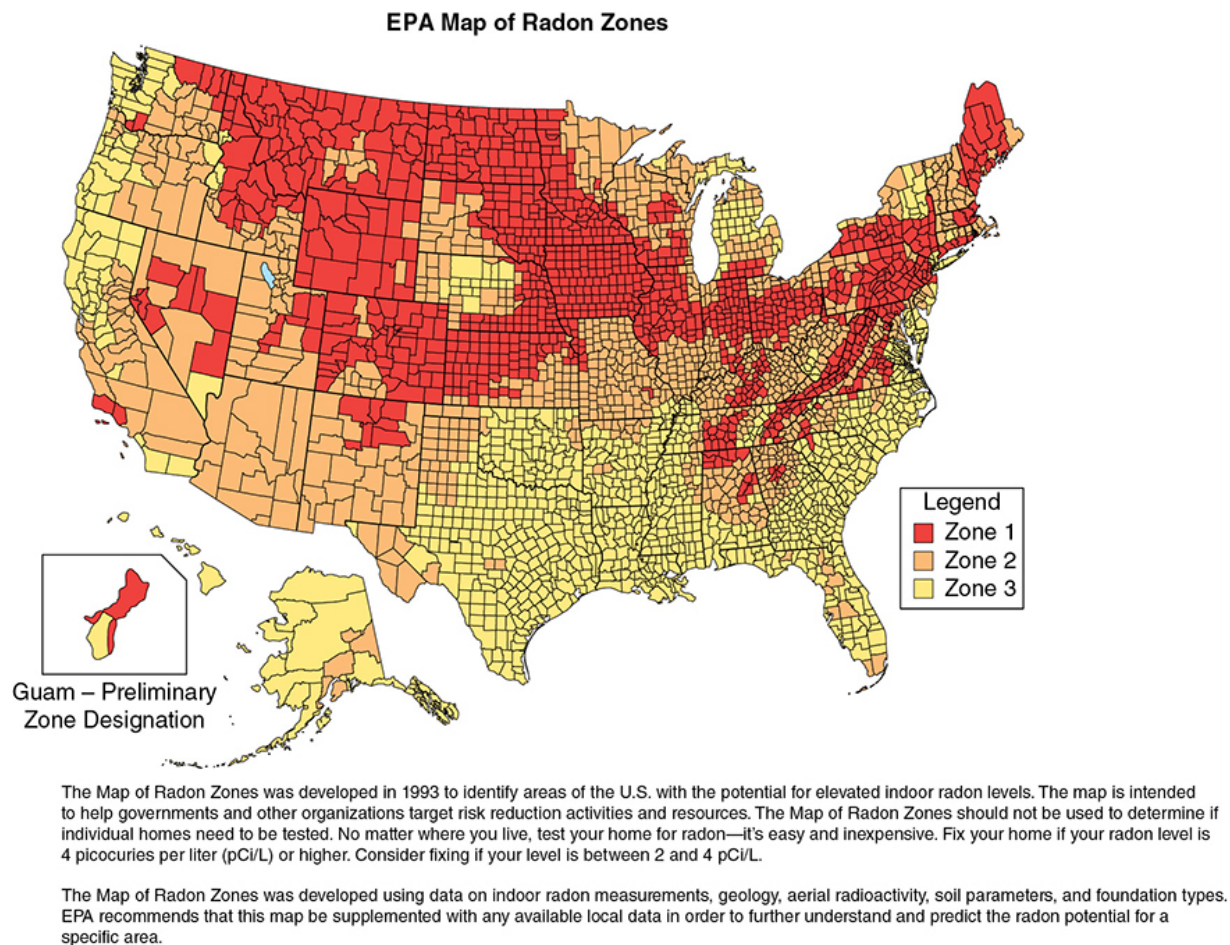 EPA Map of Radon Zones
Legend
Zone 1
Zone 2
Zone 3
Guam – Preliminary
Zone Designation
The Map of Radon Zones was developed in 1993 to identify areas of the U.S. with the potential for elevated indoor radon levels. The map is intended
to help governments and other organizations target risk reduction activities and resources. The Map of Radon Zones should not be used to determine if
individual homes need to be tested. No matter where you live, test your home for radon—it's easy and inexpensive. Fix your home if your radon level is
4 picocuries per liter (pCi/L) or higher. Consider fixing if your level is between 2 and 4 pCi/L.
The Map of Radon Zones was developed using data on indoor radon measurements, geology, aerial radioactivity, soil parameters, and foundation types.
EPA recommends that this map be supplemented with any available local data in order to further understand and predict the radon potential for a
specific area.